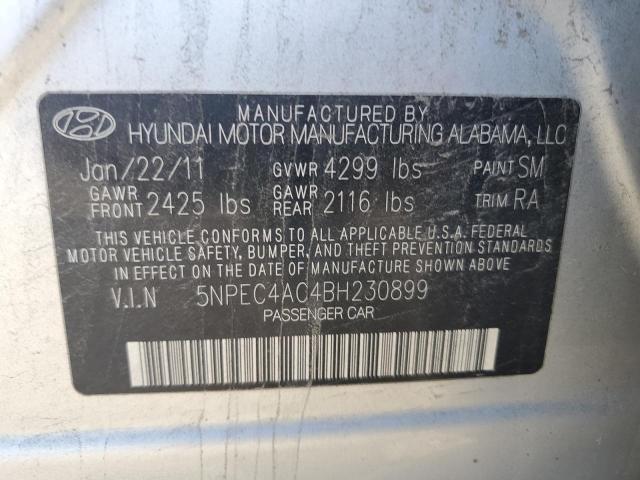 MANUFACTURED BY
HYUNDAI MOTOR MANUFACTURING ALABAMA, LLC
Jan/22/11 GVWR 4299 lbs PAINT SM
GAWR FRONT 2425 lbs GAWR REAR 2116 lbs TRIM RA
THIS VEHICLE CONFORMS TO ALL APPLICABLE U.S.A. FEDERAL
MOTOR VEHICLE SAFETY, BUMPER, AND THEFT PREVENTION STANDARDS
IN EFFECT ON THE DATE OF MANUFACTURE SHOWN ABOVE.
V.I.N 5NPEC4AC4BH230899
PASSENGER CAR